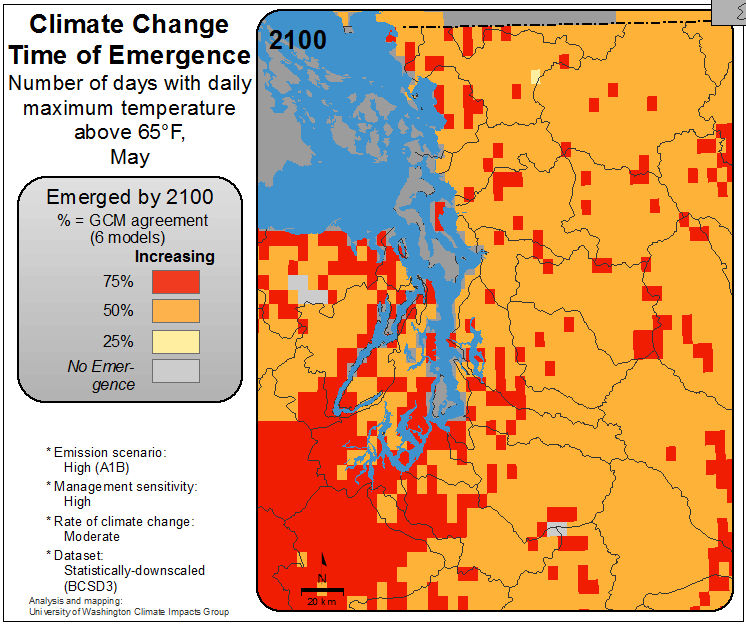 Climate Change
Time of Emergence
Number of days with daily
maximum temperature
above 65°F,
May
Emerged by 2100
% = GCM agreement
(6 models)
Increasing
75%
50%
25%
No Emer-
gence
* Emission scenario:
High (A1B)
* Management sensitivity:
High
* Rate of climate change:
Moderate
* Dataset:
Statistically-downscaled
(BCSD3)
Analysis and mapping:
University of Washington Climate Impacts Group
2100
N
20 km